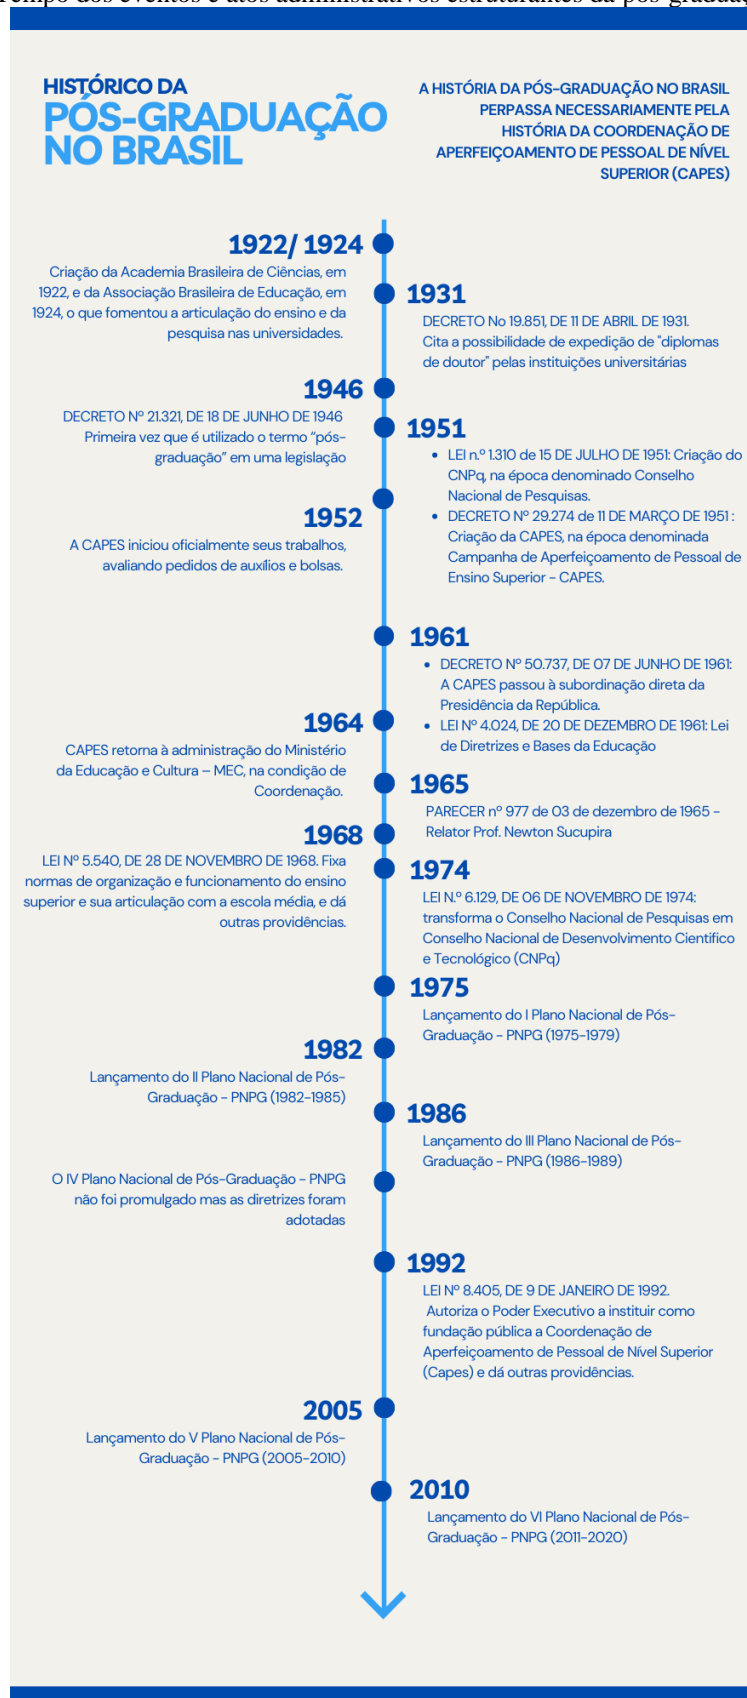 Tempo dos eventos e atos administrativos estruturantes da pós-graduaç
HISTÓRICO DA
PÓS-GRADUAÇÃO
NO BRASIL
A HISTÓRIA DA PÓS-GRADUAÇÃO NO BRASIL
PERPASSA NECESSARIAMENTE PELA
HISTÓRIA DA COORDENAÇÃO DE
APERFEIÇOAMENTO DE PESSOAL DE NÍVEL
SUPERIOR (CAPES)
1922/ 1924
Criação da Academia Brasileira de Ciências, em
1922, e da Associação Brasileira de Educação, em
1924, o que fomentou a articulação do ensino e da
pesquisa nas universidades.
1931
DECRETO No 19.851, DE 11 DE ABRIL DE 1931.
Cita a possibilidade de expedição de "diplomas
de doutor" pelas instituições universitárias
1946
DECRETO Nº 21.321, DE 18 DE JUNHO DE 1946
Primeira vez que é utilizado o termo “pós-
graduação” em uma legislação
1951
• LEI n.º 1.310 de 15 DE JULHO DE 1951: Criação do
CNPq, na época denominado Conselho
Nacional de Pesquisas.
• DECRETO Nº 29.274 de 11 DE MARÇO DE 1951 :
Criação da CAPES, na época denominada
Campanha de Aperfeiçoamento de Pessoal de
Ensino Superior - CAPES.
1952
A CAPES iniciou oficialmente seus trabalhos,
avaliando pedidos de auxílios e bolsas.
1961
• DECRETO Nº 50.737, DE 07 DE JUNHO DE 1961:
A CAPES passou à subordinação direta da
Presidência da República.
• LEI Nº 4.024, DE 20 DE DEZEMBRO DE 1961: Lei
de Diretrizes e Bases da Educação
1964
CAPES retorna à administração do Ministério
da Educação e Cultura – MEC, na condição de
Coordenação.
1965
PARECER nº 977 de 03 de dezembro de 1965 -
Relator Prof. Newton Sucupira
1968
LEI Nº 5.540, DE 28 DE NOVEMBRO DE 1968. Fixa
normas de organização e funcionamento do ensino
superior e sua articulação com a escola média, e dá
outras providências.
1974
LEI N.º 6.129, DE 06 DE NOVEMBRO DE 1974:
transforma o Conselho Nacional de Pesquisas em
Conselho Nacional de Desenvolvimento Cientifico
e Tecnológico (CNPq)
1975
Lançamento do I Plano Nacional de Pós-
Graduação - PNPG (1975-1979)
1982
Lançamento do II Plano Nacional de Pós-
Graduação - PNPG (1982-1985)
1986
Lançamento do III Plano Nacional de Pós-
Graduação - PNPG (1986-1989)
O IV Plano Nacional de Pós-Graduação - PNPG
não foi promulgado mas as diretrizes foram
adotadas
1992
LEI Nº 8.405, DE 9 DE JANEIRO DE 1992.
Autoriza o Poder Executivo a instituir como
fundação pública a Coordenação de
Aperfeiçoamento de Pessoal de Nível Superior
(Capes) e dá outras providências.
2005
Lançamento do V Plano Nacional de Pós-
Graduação - PNPG (2005-2010)
2010
Lançamento do VI Plano Nacional de Pós-
Graduação - PNPG (2011-2020)